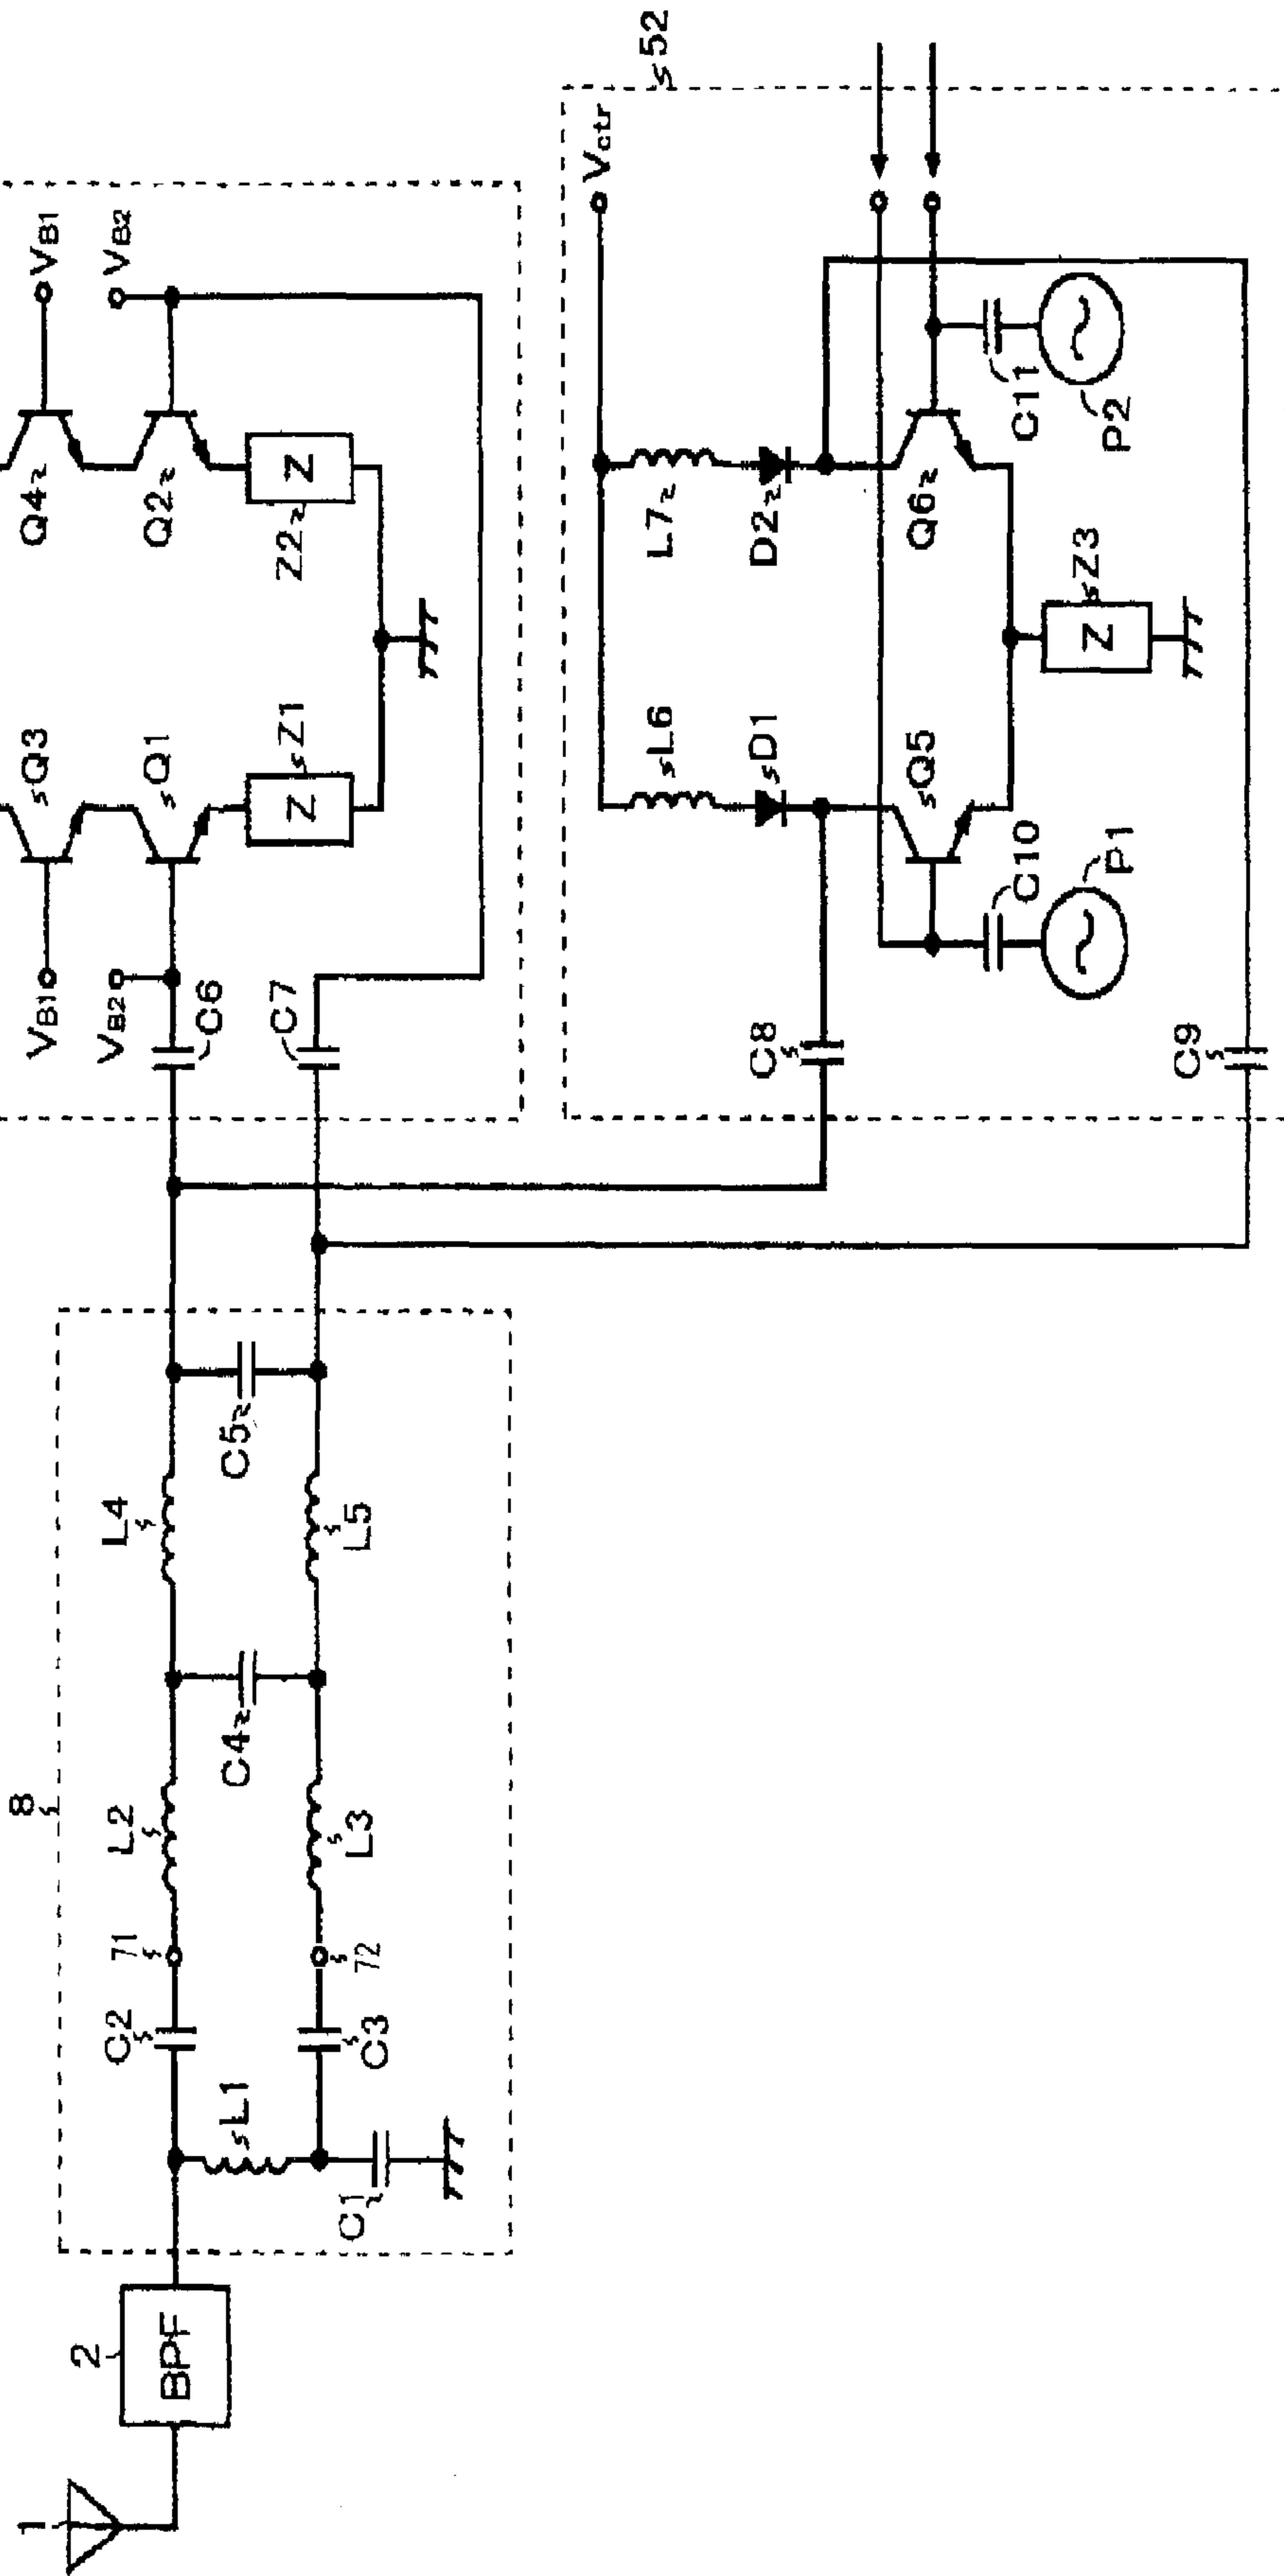 1
2
BPF
8
C1
L1
C2
C3
71
72
L2
L3
C4
L4
L5
C5
C6
C7
VB1
VB2
Q3
Q1
Z1
Z
Q4
Q2
Z2
Z
VB1
VB2
52
Vctr
L6
L7
D1
D2
C8
C9
Q5
Q6
C10
C11
P1
P2
Z3
Z